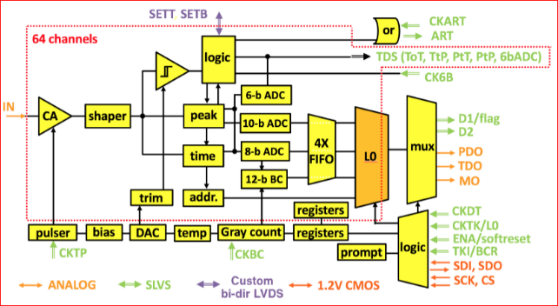 SETT SETB
64 channels
or
CKART
ART
logic
TDS (ToT, TtP, PtT, PtP, 6bADC)
CK6B
6-b ADC
IN
CA
shaper
peak
10-b ADC
4X
FIFO
L0
mux
D1/flag
D2
time
8-b ADC
PDO
TDO
12-b BC
MO
trim
addr.
registers
CKDT
pulser
bias
DAC
temp
Gray count
registers
logic
CKTK/L0
ENA/softreset
CKTP
CKBC
prompt
TKI/BCR
SDI, SDO
SCK, CS
ANALOG
SLVS
Custom
bi-dir LVDS
1.2V CMOS